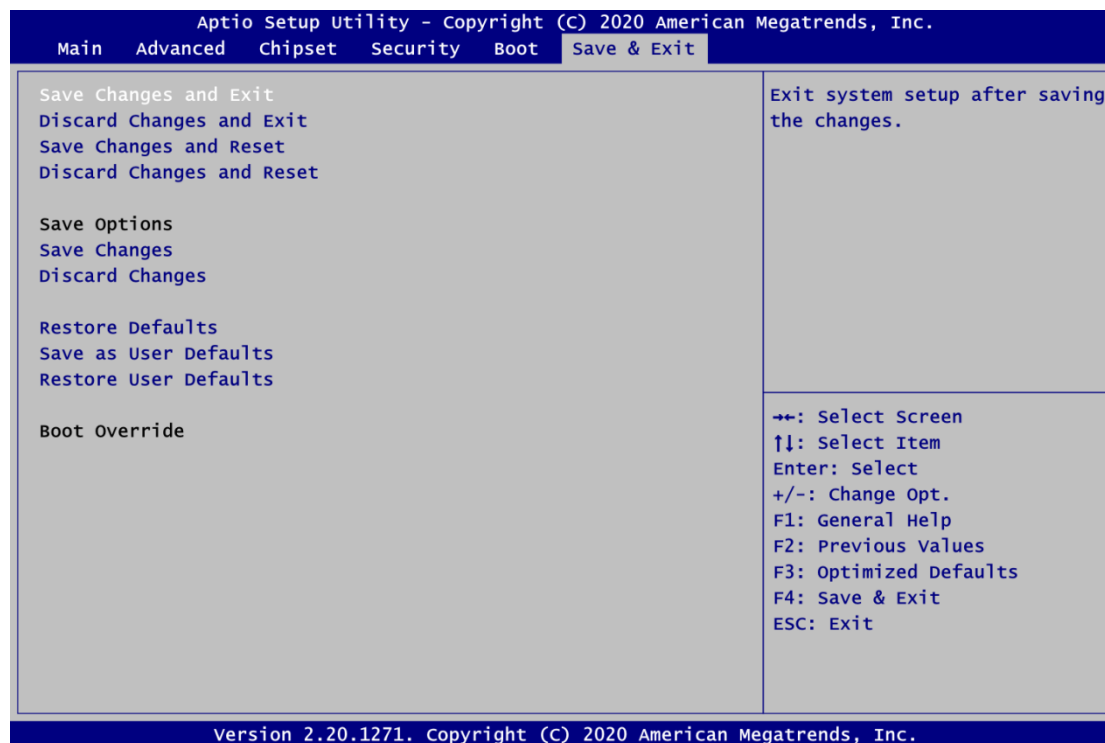 Aptio Setup Utility - Copyright (C) 2020 American Megatrends, Inc.
Main Advanced Chipset Security Boot Save & Exit
Save Changes and Exit
Discard Changes and Exit
Save Changes and Reset
Discard Changes and Reset
Save Options
Save Changes
Discard Changes
Restore Defaults
Save as User Defaults
Restore User Defaults
Boot Override
Exit system setup after saving
the changes.
→←: Select Screen
↑↓: Select Item
Enter: Select
+/-: Change Opt.
F1: General Help
F2: Previous Values
F3: Optimized Defaults
F4: Save & Exit
ESC: Exit
Version 2.20.1271. Copyright (C) 2020 American Megatrends, Inc.